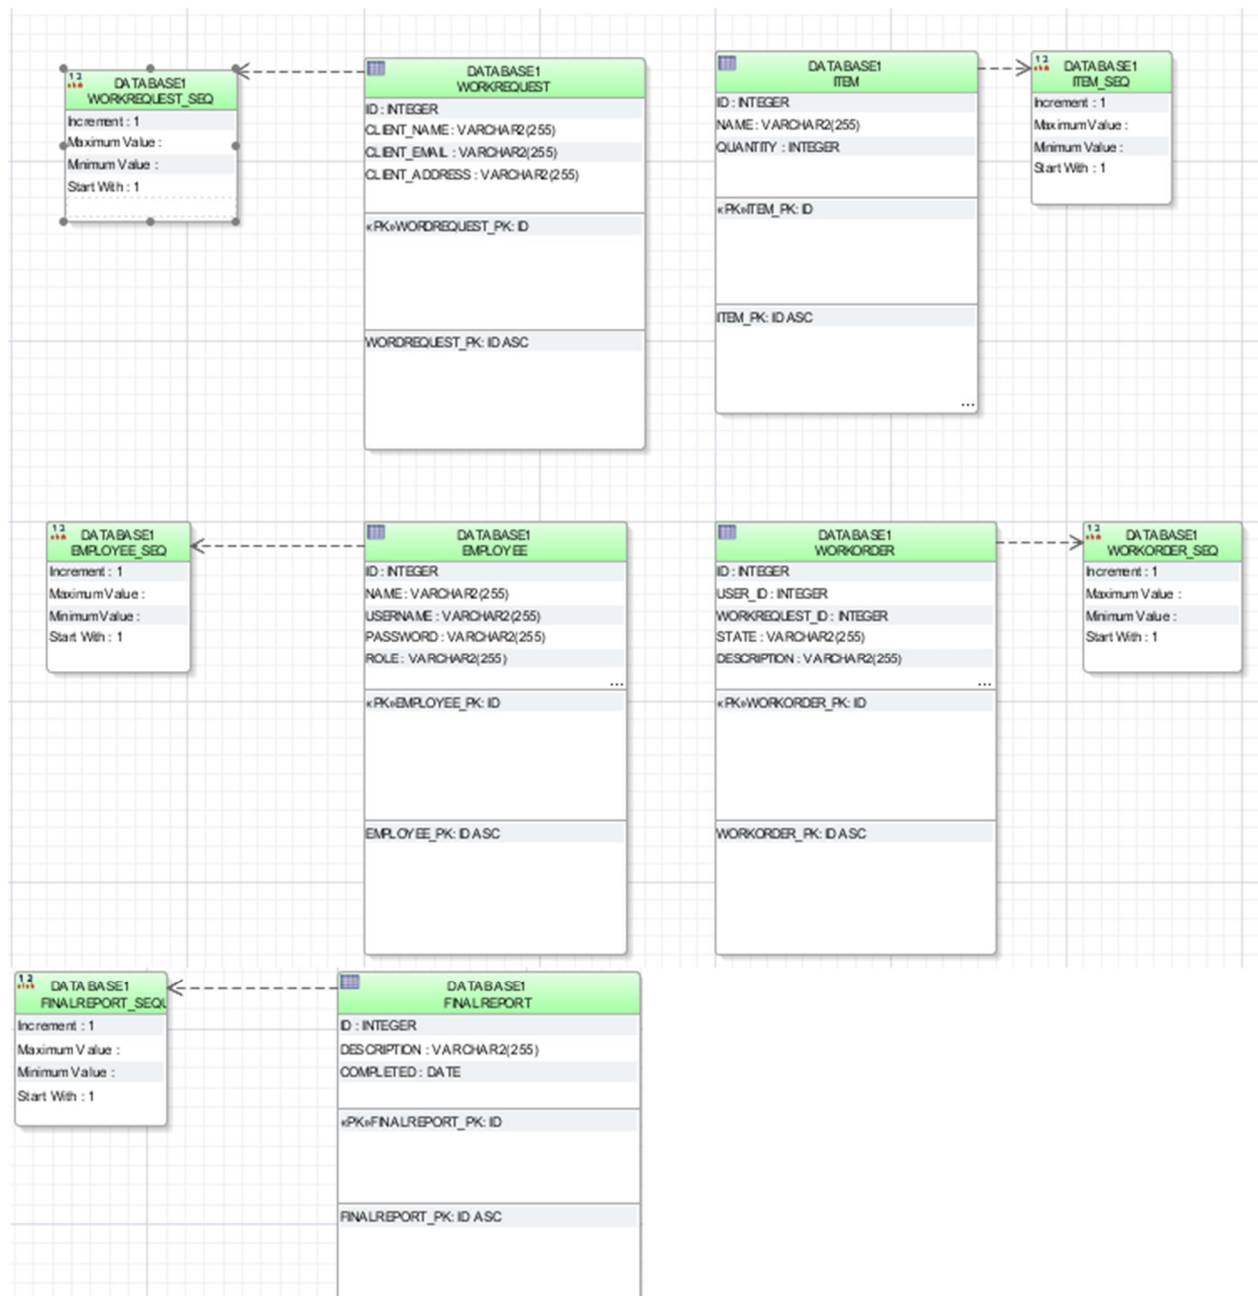 DATABASE1
WORKREQUEST_SEQ
Increment : 1
Maximum Value :
Minimum Value :
Start With : 1
DATABASE1
WORKREQUEST
ID : INTEGER
CLIENT_NAME : VARCHAR2(255)
CLIENT_EMAIL : VARCHAR2(255)
CLIENT_ADDRESS : VARCHAR2(255)
«PK»WORDREQUEST_PK: ID
WORDREQUEST_PK: ID ASC
DATABASE1
ITEM
ID : INTEGER
NAME : VARCHAR2(255)
QUANTITY : INTEGER
«PK»ITEM_PK: ID
ITEM_PK: ID ASC
...
DATABASE1
ITEM_SEQ
Increment : 1
Maximum Value :
Minimum Value :
Start With : 1
DATABASE1
EMPLOYEE_SEQ
Increment : 1
Maximum Value :
Minimum Value :
Start With : 1
DATABASE1
EMPLOYEE
ID : INTEGER
NAME : VARCHAR2(255)
USERNAME : VARCHAR2(255)
PASSWORD : VARCHAR2(255)
ROLE : VARCHAR2(255)
...
«PK»EMPLOYEE_PK: ID
EMPLOYEE_PK: ID ASC
DATABASE1
WORKORDER
ID : INTEGER
USER_ID : INTEGER
WORKREQUEST_ID : INTEGER
STATE : VARCHAR2(255)
DESCRIPTION : VARCHAR2(255)
...
«PK»WORKORDER_PK: ID
WORKORDER_PK: ID ASC
DATABASE1
WORKORDER_SEQ
Increment : 1
Maximum Value :
Minimum Value :
Start With : 1
DATABASE1
FINALREPORT_SEQU
Increment : 1
Maximum Value :
Minimum Value :
Start With : 1
DATABASE1
FINALREPORT
ID : INTEGER
DESCRIPTION : VARCHAR2(255)
COMPLETED : DATE
«PK»FINALREPORT_PK: ID
FINALREPORT_PK: ID ASC